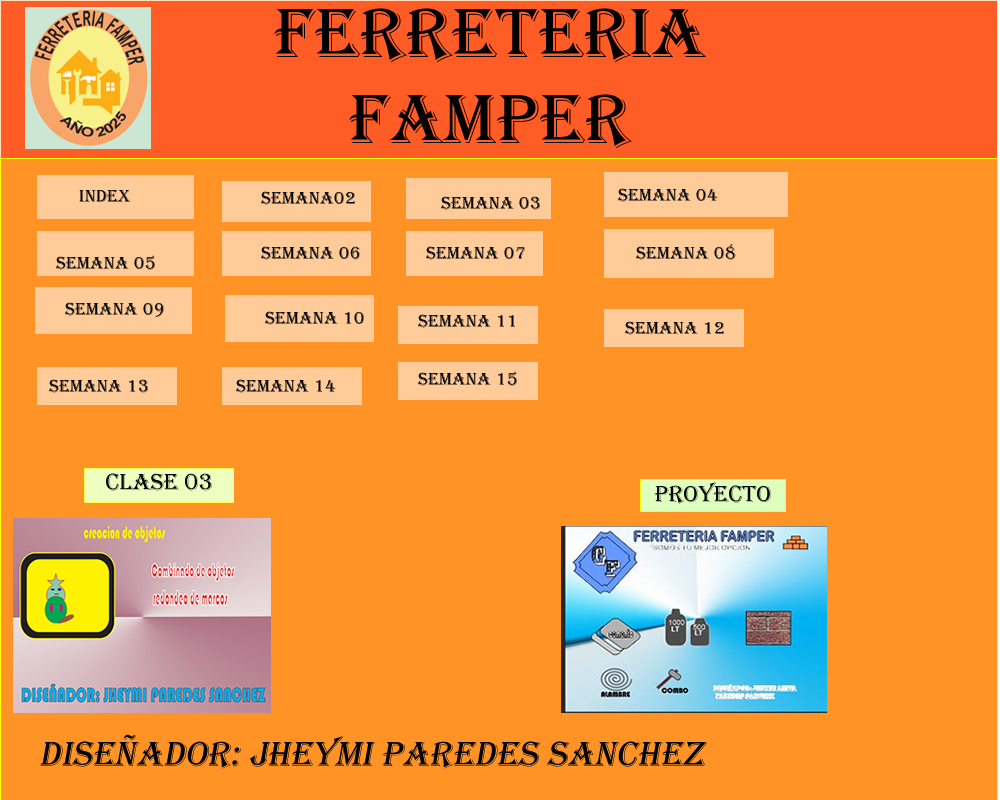 FERRETERIA FAMPER
AÑO 2025
FERRETERIA
FAMPER
INDEX
SEMANA02
SEMANA 03
SEMANA 04
SEMANA 05
SEMANA 06
SEMANA 07
SEMANA 08
SEMANA 09
SEMANA 10
SEMANA 11
SEMANA 12
SEMANA 13
SEMANA 14
SEMANA 15
CLASE 03
PROYECTO
creacion de objetos
Combinado de objetos
redondeo de marcos
DISEÑADOR: JHEYMI PAREDES SANCHEZ
FERRETERIA FAMPER
"SOMOS TU MEJOR OPCION
1000
LT
500
LT
ALAMBRE
COMBO
DISEÑADOR: JHEYMI PAREDES SANCHEZ